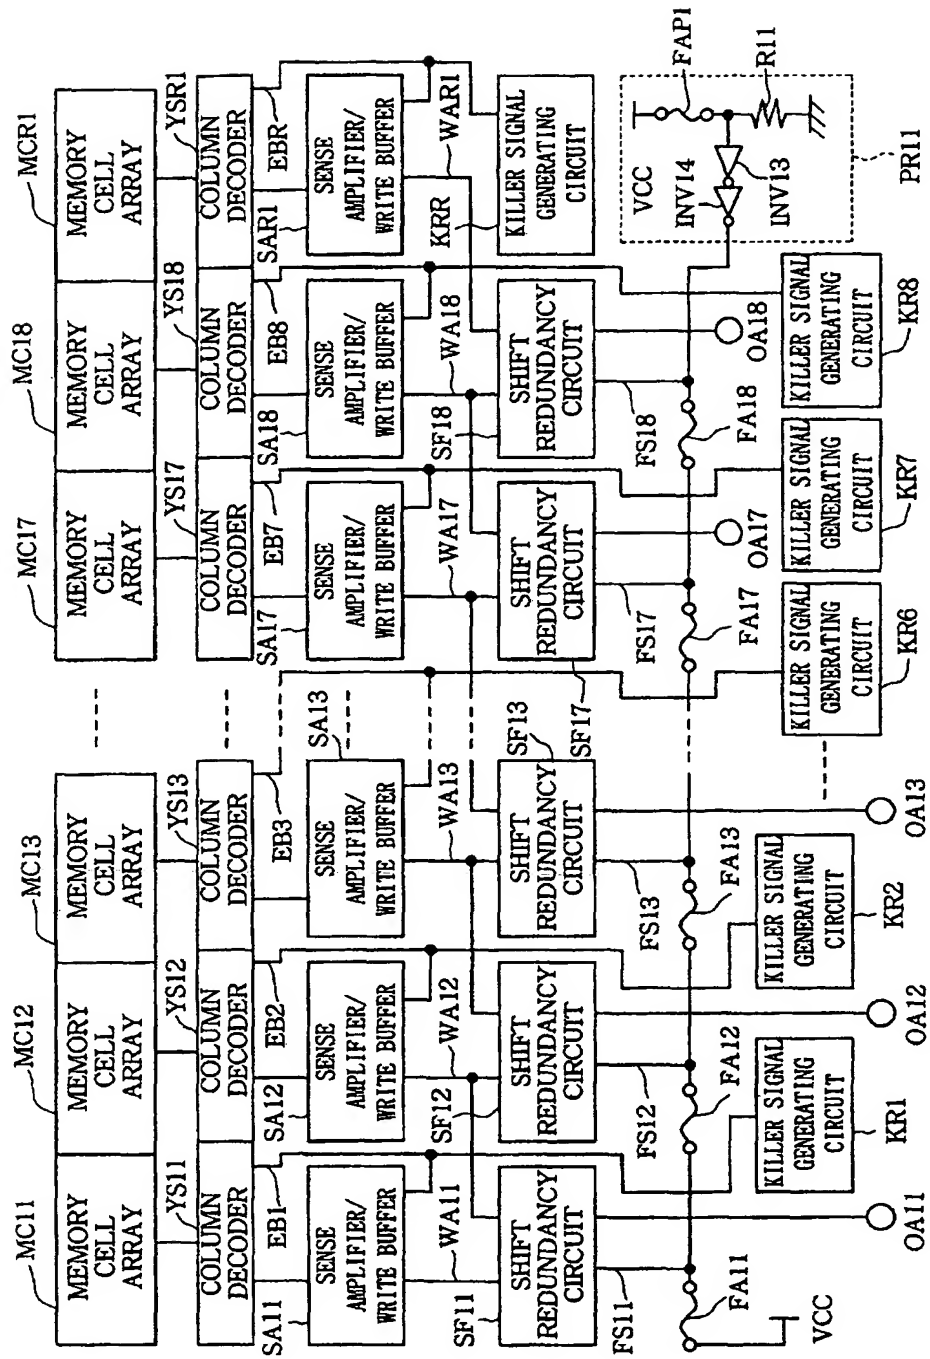 MC11
MC12
MC13
MC17
MC18
MCR1
MEMORY
CELL
ARRAY
MEMORY
CELL
ARRAY
MEMORY
CELL
ARRAY
MEMORY
CELL
ARRAY
MEMORY
CELL
ARRAY
MEMORY
CELL
ARRAY
YS11
YS12
YS13
YS17
YS18
YSR1
COLUMN
DECODER
COLUMN
DECODER
COLUMN
DECODER
COLUMN
DECODER
COLUMN
DECODER
COLUMN
DECODER
SA11
EB1
SA12
EB2
EB3
SA13
SA17
EB7
SA18
EB8
SAR1
EBR
SENSE
AMPLIFIER/
WRITE BUFFER
SENSE
AMPLIFIER/
WRITE BUFFER
SENSE
AMPLIFIER/
WRITE BUFFER
SENSE
AMPLIFIER/
WRITE BUFFER
SENSE
AMPLIFIER/
WRITE BUFFER
SENSE
AMPLIFIER/
WRITE BUFFER
SF11
WA11
SF12
WA12
WA13
SF13
SF17
WA17
SF18
WA18
KRR
WAR1
SHIFT
REDUNDANCY
CIRCUIT
SHIFT
REDUNDANCY
CIRCUIT
SHIFT
REDUNDANCY
CIRCUIT
SHIFT
REDUNDANCY
CIRCUIT
SHIFT
REDUNDANCY
CIRCUIT
KILLER SIGNAL
GENERATING
CIRCUIT
FS11
FS12
FS13
FS17
FS18
VCC
FAP1
INV14
INV13
R11
PR11
VCC
FA11
FA12
FA13
FA17
FA18
OA17
OA18
KILLER SIGNAL
GENERATING
CIRCUIT
KILLER SIGNAL
GENERATING
CIRCUIT
KILLER SIGNAL
GENERATING
CIRCUIT
KILLER SIGNAL
GENERATING
CIRCUIT
KILLER SIGNAL
GENERATING
CIRCUIT
OA11
KR1
OA12
KR2
OA13
KR6
KR7
KR8